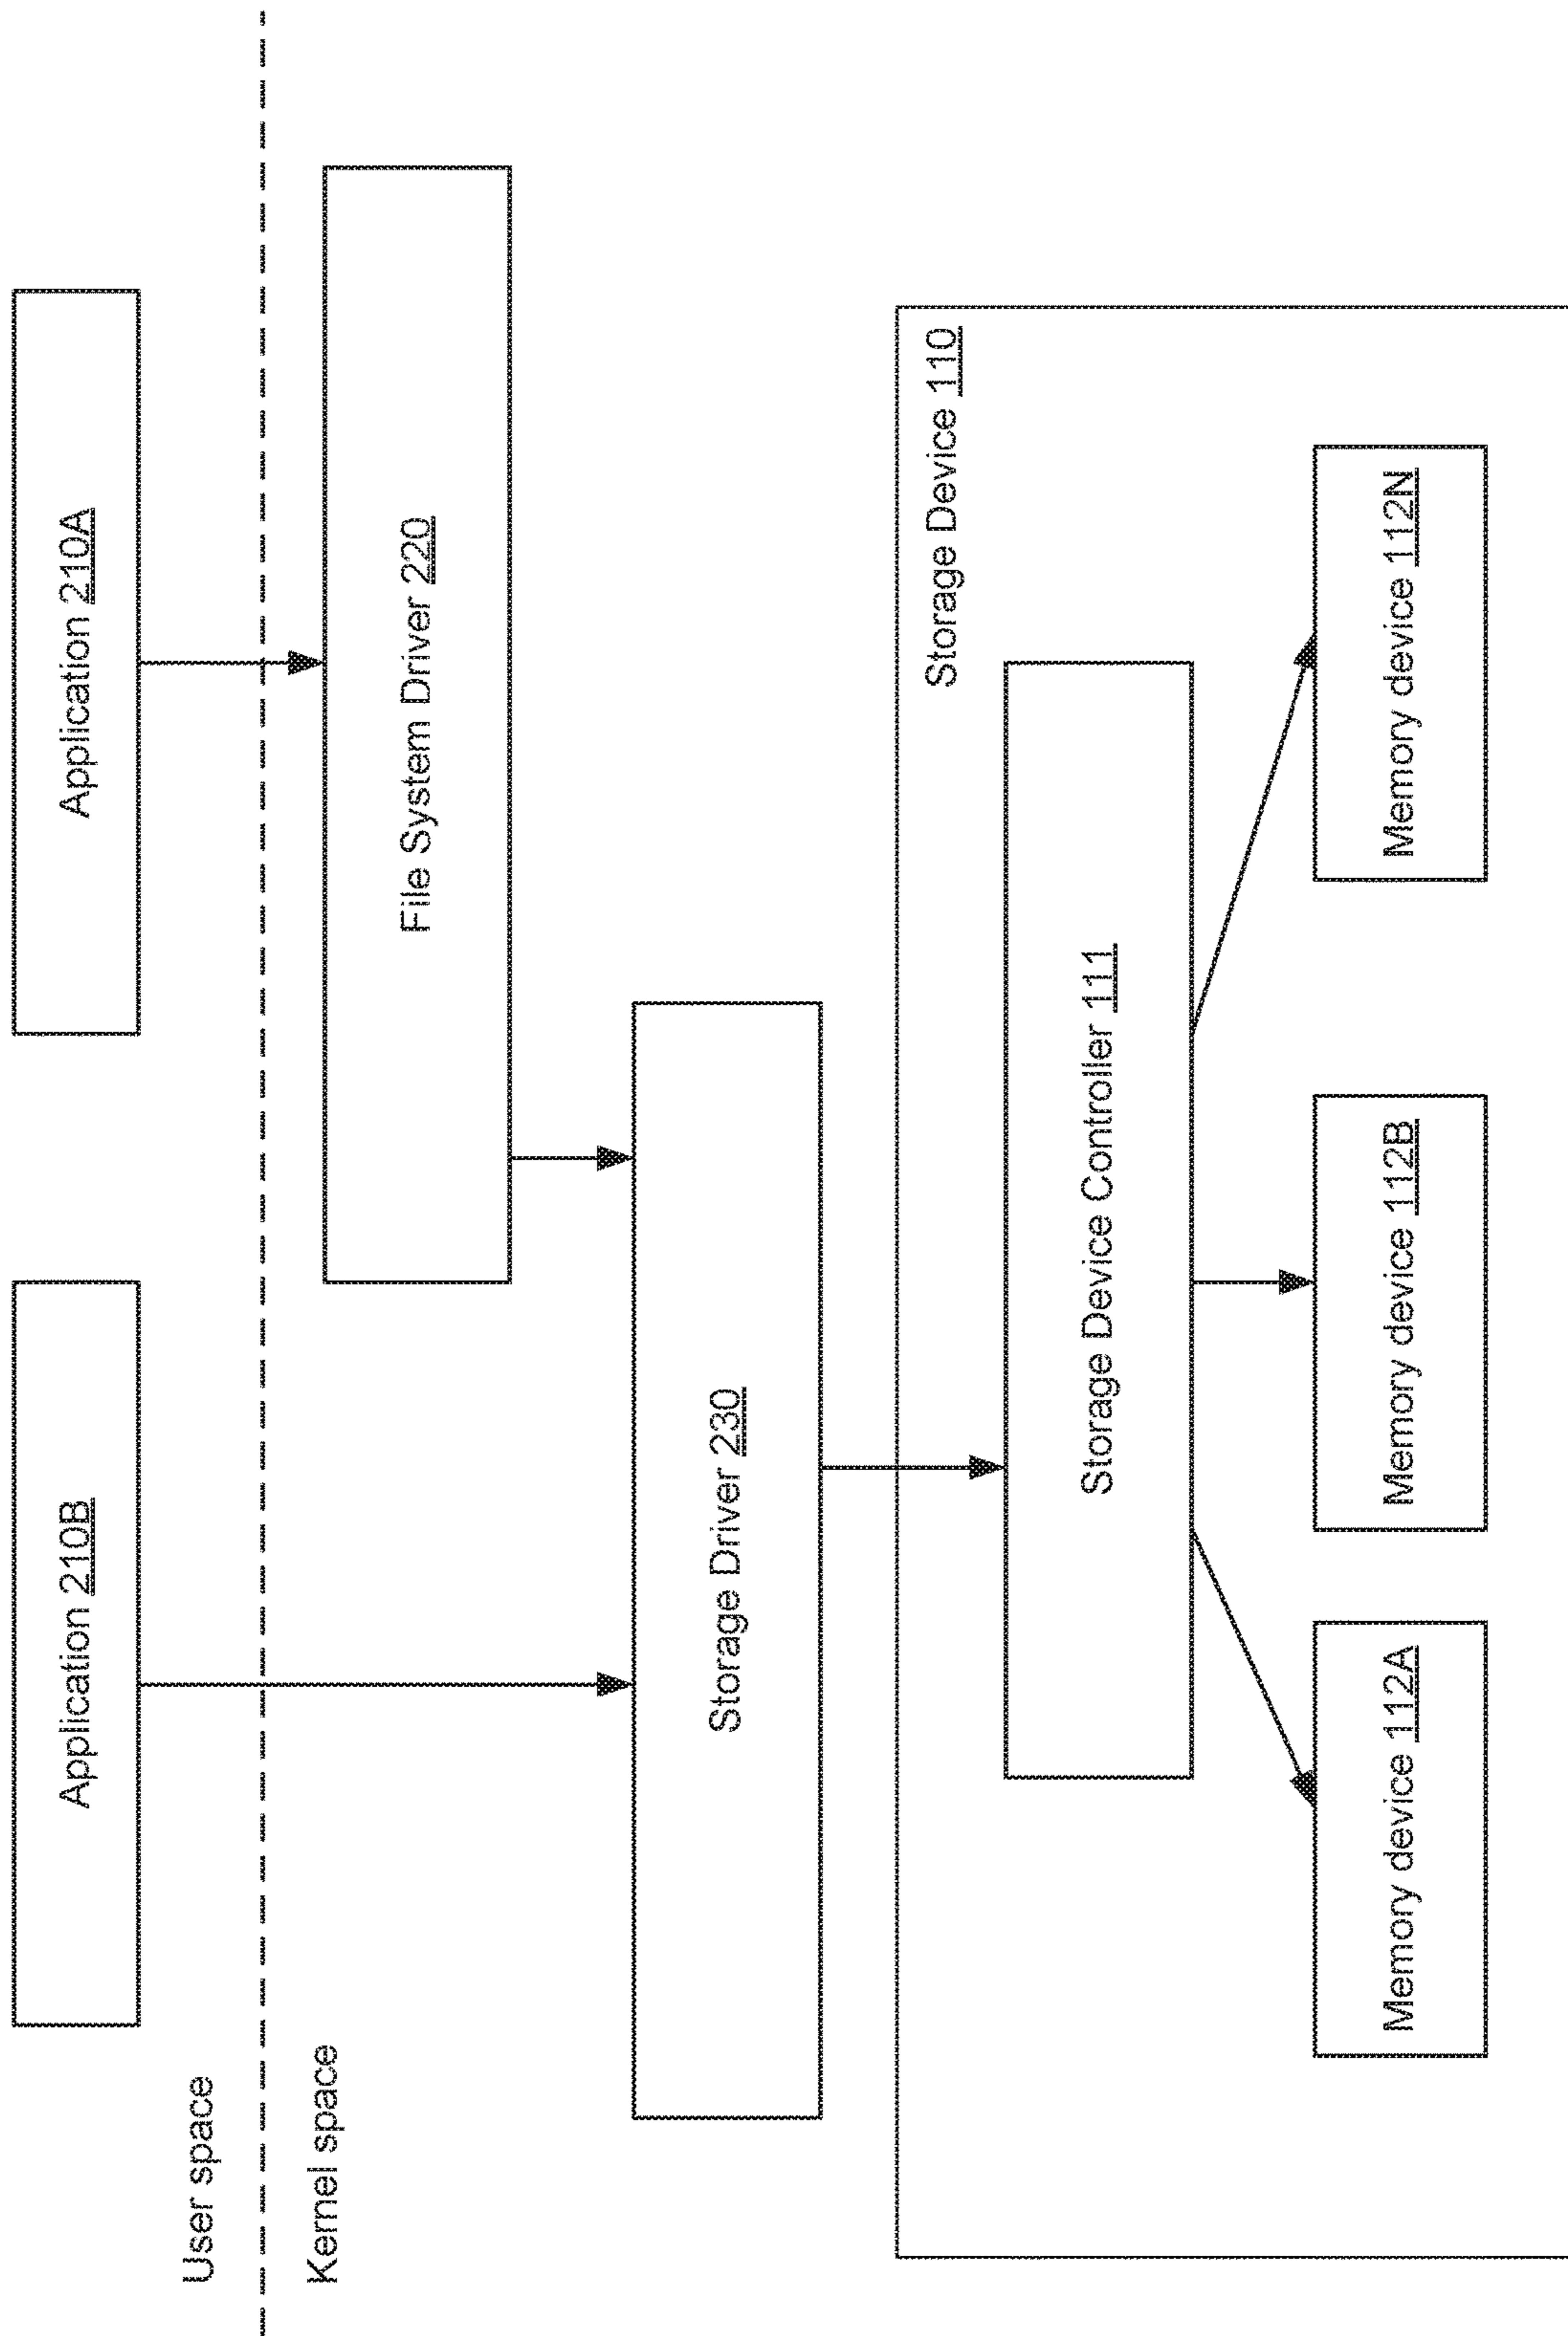 Application 210B
Application 210A
User space
Kernel space
File System Driver 220
Storage Driver 230
Storage Device 110
Storage Device Controller 111
Memory device 112A
Memory device 112B
Memory device 112N